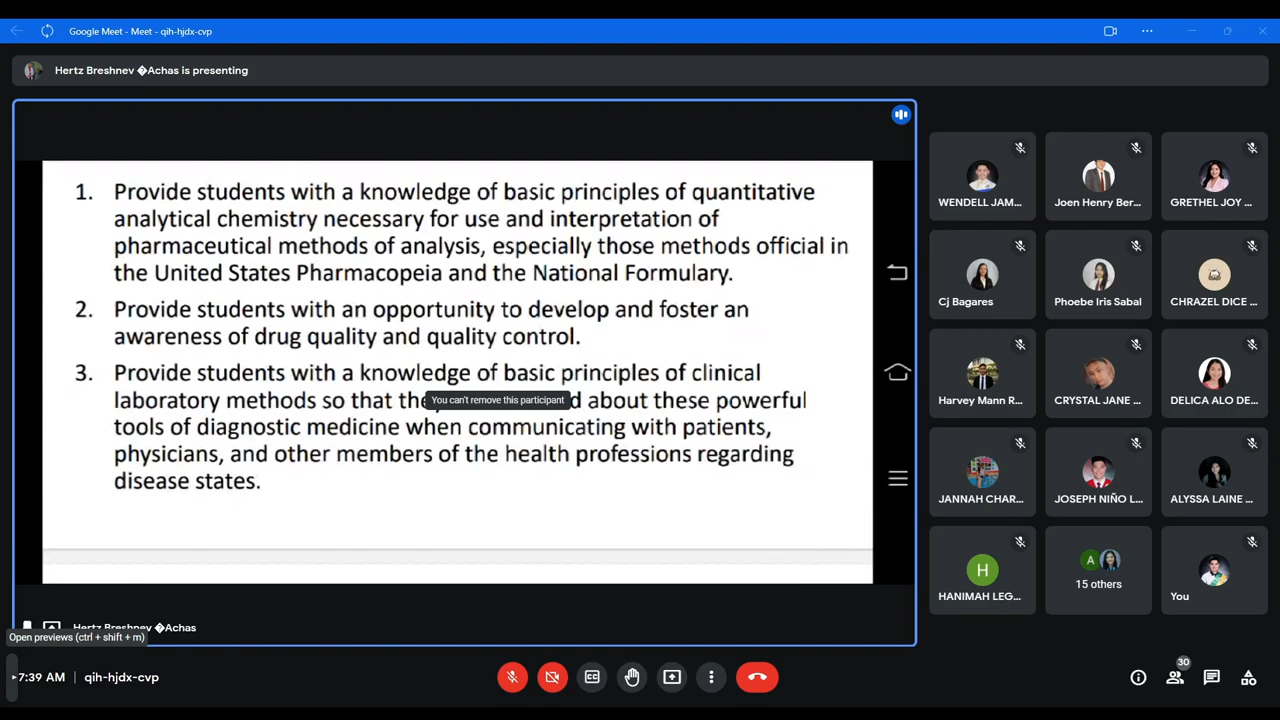 Google Meet - Meet - qih-hjdx-cvp
Hertz Breshnev �Achas is presenting
1. Provide students with a knowledge of basic principles of quantitative
analytical chemistry necessary for use and interpretation of
pharmaceutical methods of analysis, especially those methods official in
the United States Pharmacopeia and the National Formulary.
2. Provide students with an opportunity to develop and foster an
awareness of drug quality and quality control.
3. Provide students with a knowledge of basic principles of clinical
laboratory methods so that
You can't remove this participant
about these powerful
tools of diagnostic medicine when communicating with patients,
physicians, and other members of the health professions regarding
disease states.
WENDELL JAM...
Joen Henry Ber...
GRETHEL JOY ...
Cj Bagares
Phoebe Iris Sabal
CHRAZEL DICE ...
Harvey Mann R...
CRYSTAL JANE ...
DELICA ALO DE...
JANNAH CHAR...
JOSEPH NIÑO L...
ALYSSA LAINE ...
H
HANIMAH LEG...
A
15 others
You
Hertz Breshnev �Achas
Open previews (ctrl + shift + m)
7:39 AM | qih-hjdx-cvp
CC
30